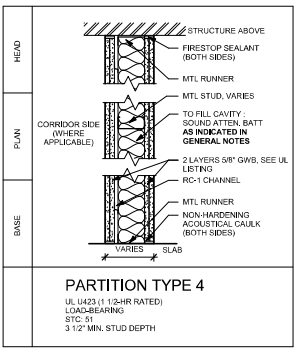 HEAD
STRUCTURE ABOVE
FIRESTOP SEALANT
(BOTH SIDES)
MTL RUNNER
PLAN
CORRIDOR SIDE
(WHERE
APPLICABLE)
MTL STUD, VARIES
TO FILL CAVITY :
SOUND ATTEN. BATT
AS INDICATED IN
GENERAL NOTES
2 LAYERS 5/8" GWB, SEE UL
LISTING
RC-1 CHANNEL
BASE
MTL RUNNER
NON-HARDENING
ACOUSTICAL CAULK
(BOTH SIDES)
VARIES
SLAB
PARTITION TYPE 4
UL U423 (1 1/2-HR RATED)
LOAD-BEARING
STC: 51
3 1/2" MIN. STUD DEPTH